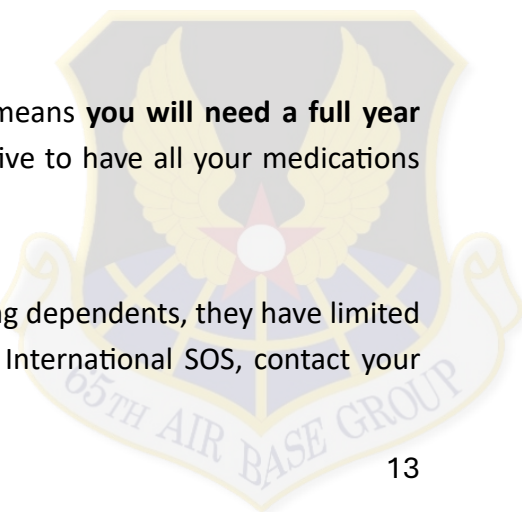 means you will need a full year
ive to have all your medications
ng dependents, they have limited
International SOS, contact your
65TH AIR BASE GROUP
13